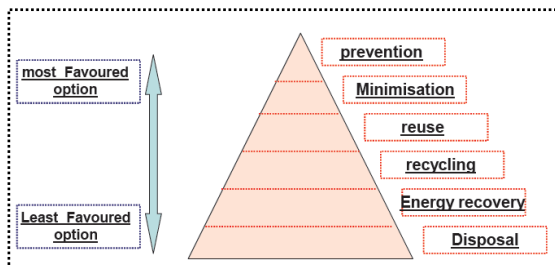 most Favoured
option
prevention
Minimisation
reuse
recycling
Energy recovery
Least Favoured
option
Disposal